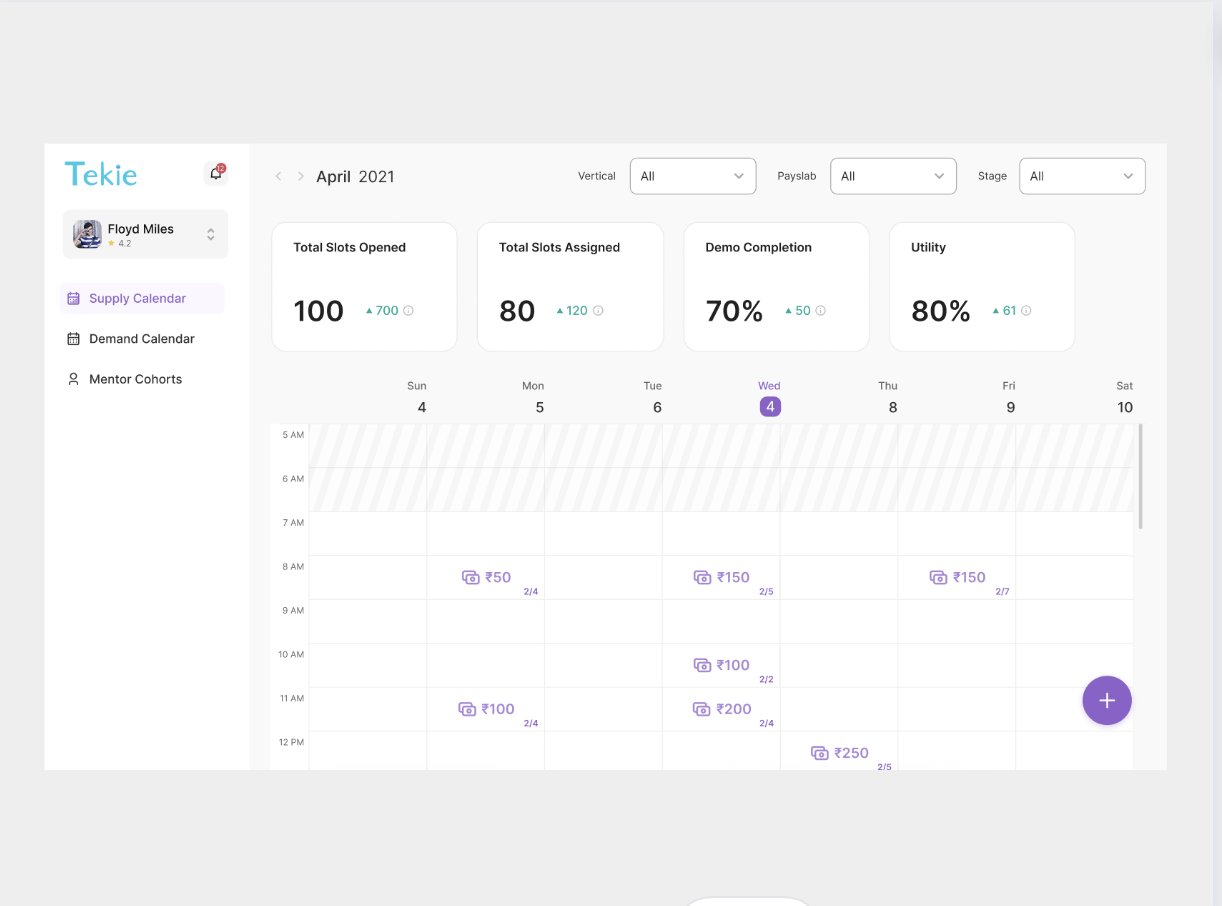 Tekie
12
Floyd Miles
4.2
Supply Calendar
Demand Calendar
Mentor Cohorts
April 2021
Vertical All Payslab All Stage All
Total Slots Opened
100 ▲700
Total Slots Assigned
80 ▲120
Demo Completion
70% ▲50
Utility
80% ▲61
Sun Mon Tue Wed Thu Fri Sat
4 5 6 4 8 9 10
5 AM
6 AM
7 AM
8 AM ₹50 2/4 ₹150 2/5 ₹150 2/7
9 AM
10 AM ₹100 2/2
11 AM ₹100 2/4 ₹200 2/4
12 PM ₹250 2/5